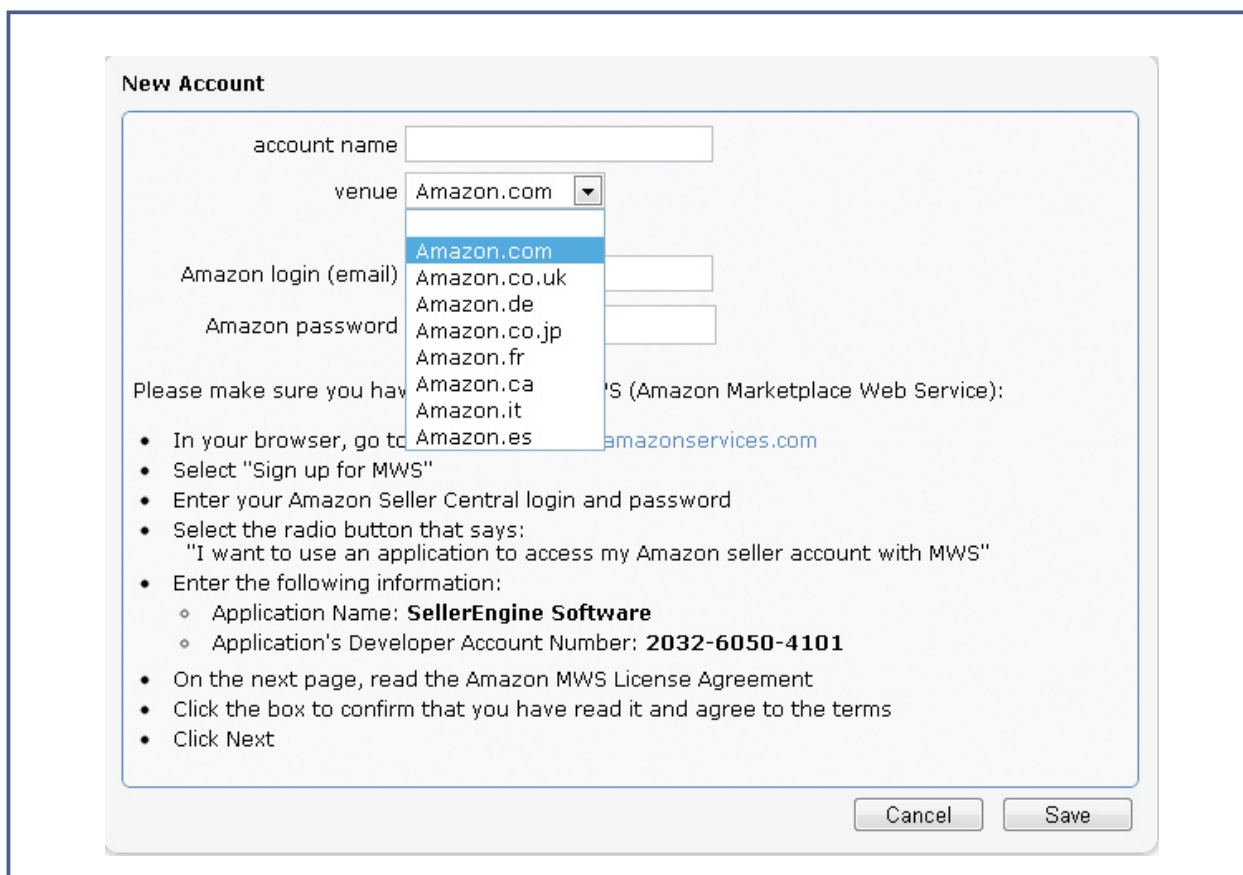 New Account
account name
venue Amazon.com
Amazon.com
Amazon login (email)
Amazon.co.uk
Amazon.de
Amazon password
Amazon.co.jp
Amazon.fr
Amazon.ca
Amazon.it
Amazon.es
Please make sure you (Amazon Marketplace Web Service):
• In your browser, go amazonservices.com
• Select "Sign up for MWS"
• Enter your Amazon Seller Central login and password
• Select the radio button that says:
"I want to use an application to access my Amazon seller account with MWS"
• Enter the following information:
◦ Application Name: SellerEngine Software
◦ Application's Developer Account Number: 2032-6050-4101
• On the next page, read the Amazon MWS License Agreement
• Click the box to confirm that you have read it and agree to the terms
• Click Next
Cancel Save